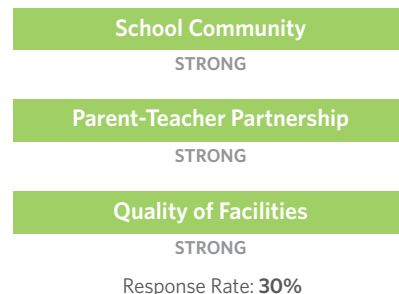 School Community
STRONG
Parent-Teacher Partnership
STRONG
Quality of Facilities
STRONG
Response Rate: 30%